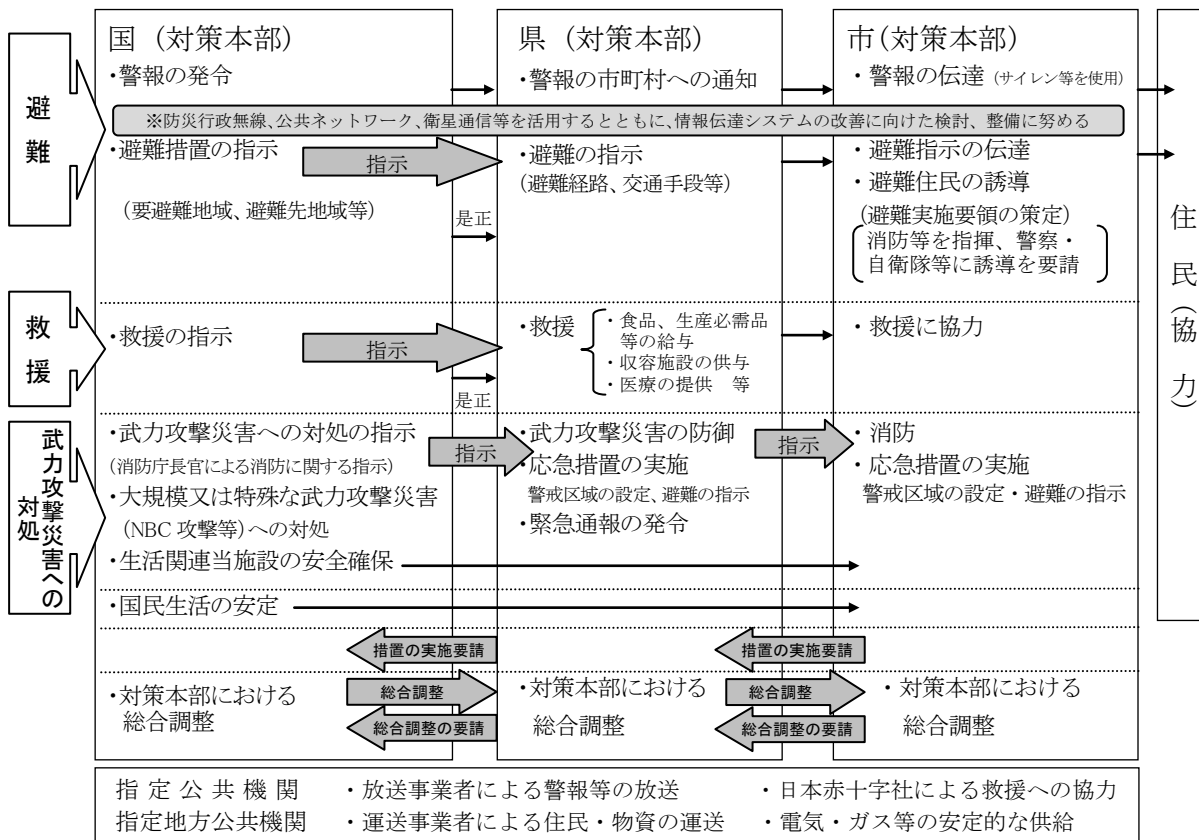 避難
救援
武力攻撃災害への
対処
国（対策本部）
・警報の発令
県（対策本部）
・警報の市町村への通知
市(対策本部)
・警報の伝達 (サイレン等を使用)
※防災行政無線、公共ネットワーク、衛星通信等を活用するとともに、情報伝達システムの改善に向けた検討、整備に努める
・避難措置の指示
(要避難地域、避難先地域等)
指示
是正
・避難の指示
(避難経路、交通手段等)
・避難指示の伝達
・避難住民の誘導
(避難実施要領の策定)
消防等を指揮、警察・
自衛隊等に誘導を要請
・救援の指示
指示
是正
・救援
・食品、生産必需品
等の給与
・収容施設の供与
・医療の提供　等
・救援に協力
・武力攻撃災害への対処の指示
(消防庁長官による消防に関する指示)
・大規模又は特殊な武力攻撃災害
(NBC 攻撃等)への対処
・生活関連当施設の安全確保
指示
・武力攻撃災害の防御
・応急措置の実施
警戒区域の設定、避難の指示
・緊急通報の発令
指示
・消防
・応急措置の実施
警戒区域の設定・避難の指示
・国民生活の安定
措置の実施要請
措置の実施要請
・対策本部における
総合調整
総合調整
総合調整の要請
・対策本部における
総合調整
総合調整
総合調整の要請
・対策本部における
総合調整
住民(協力)
指定公共機関
・放送事業者による警報等の放送
・日本赤十字社による救援への協力
指定地方公共機関
・運送事業者による住民・物資の運送
・電気・ガス等の安定的な供給